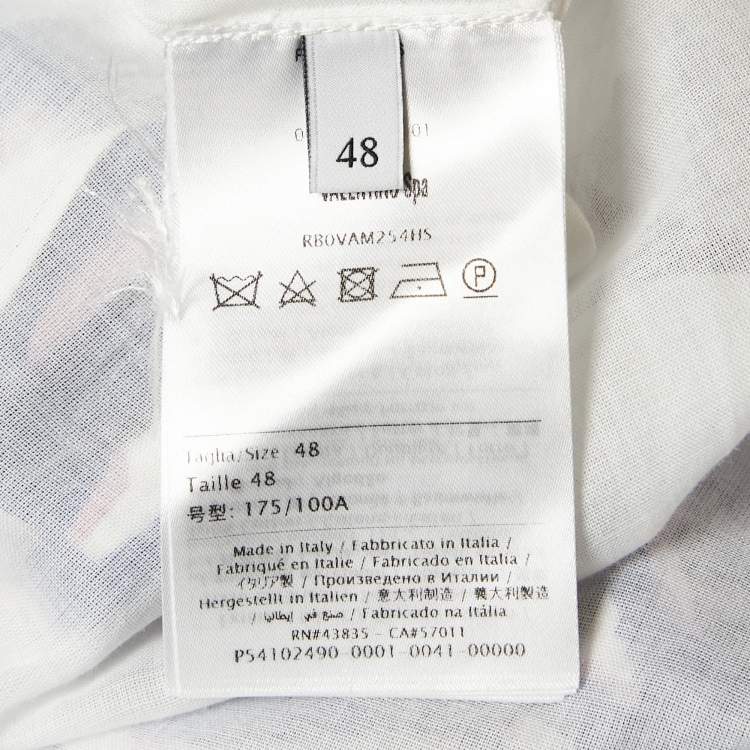 48
VALENTINO Spa
RB0VAM254HS
P
Taglia/Size 48
Taille 48
号型: 175/100A
Made in Italy / Fabbricato in Italia /
Fabriqué en Italie / Fabricado en Italia /
イタリア製 / Произведено в Италии /
Hergestellt in Italien / 意大利制造 / 義大利製造
صنع في إيطاليا / Fabricado na Itália
RN#43835 - CA#57011
P54102490-0001-0041-00000